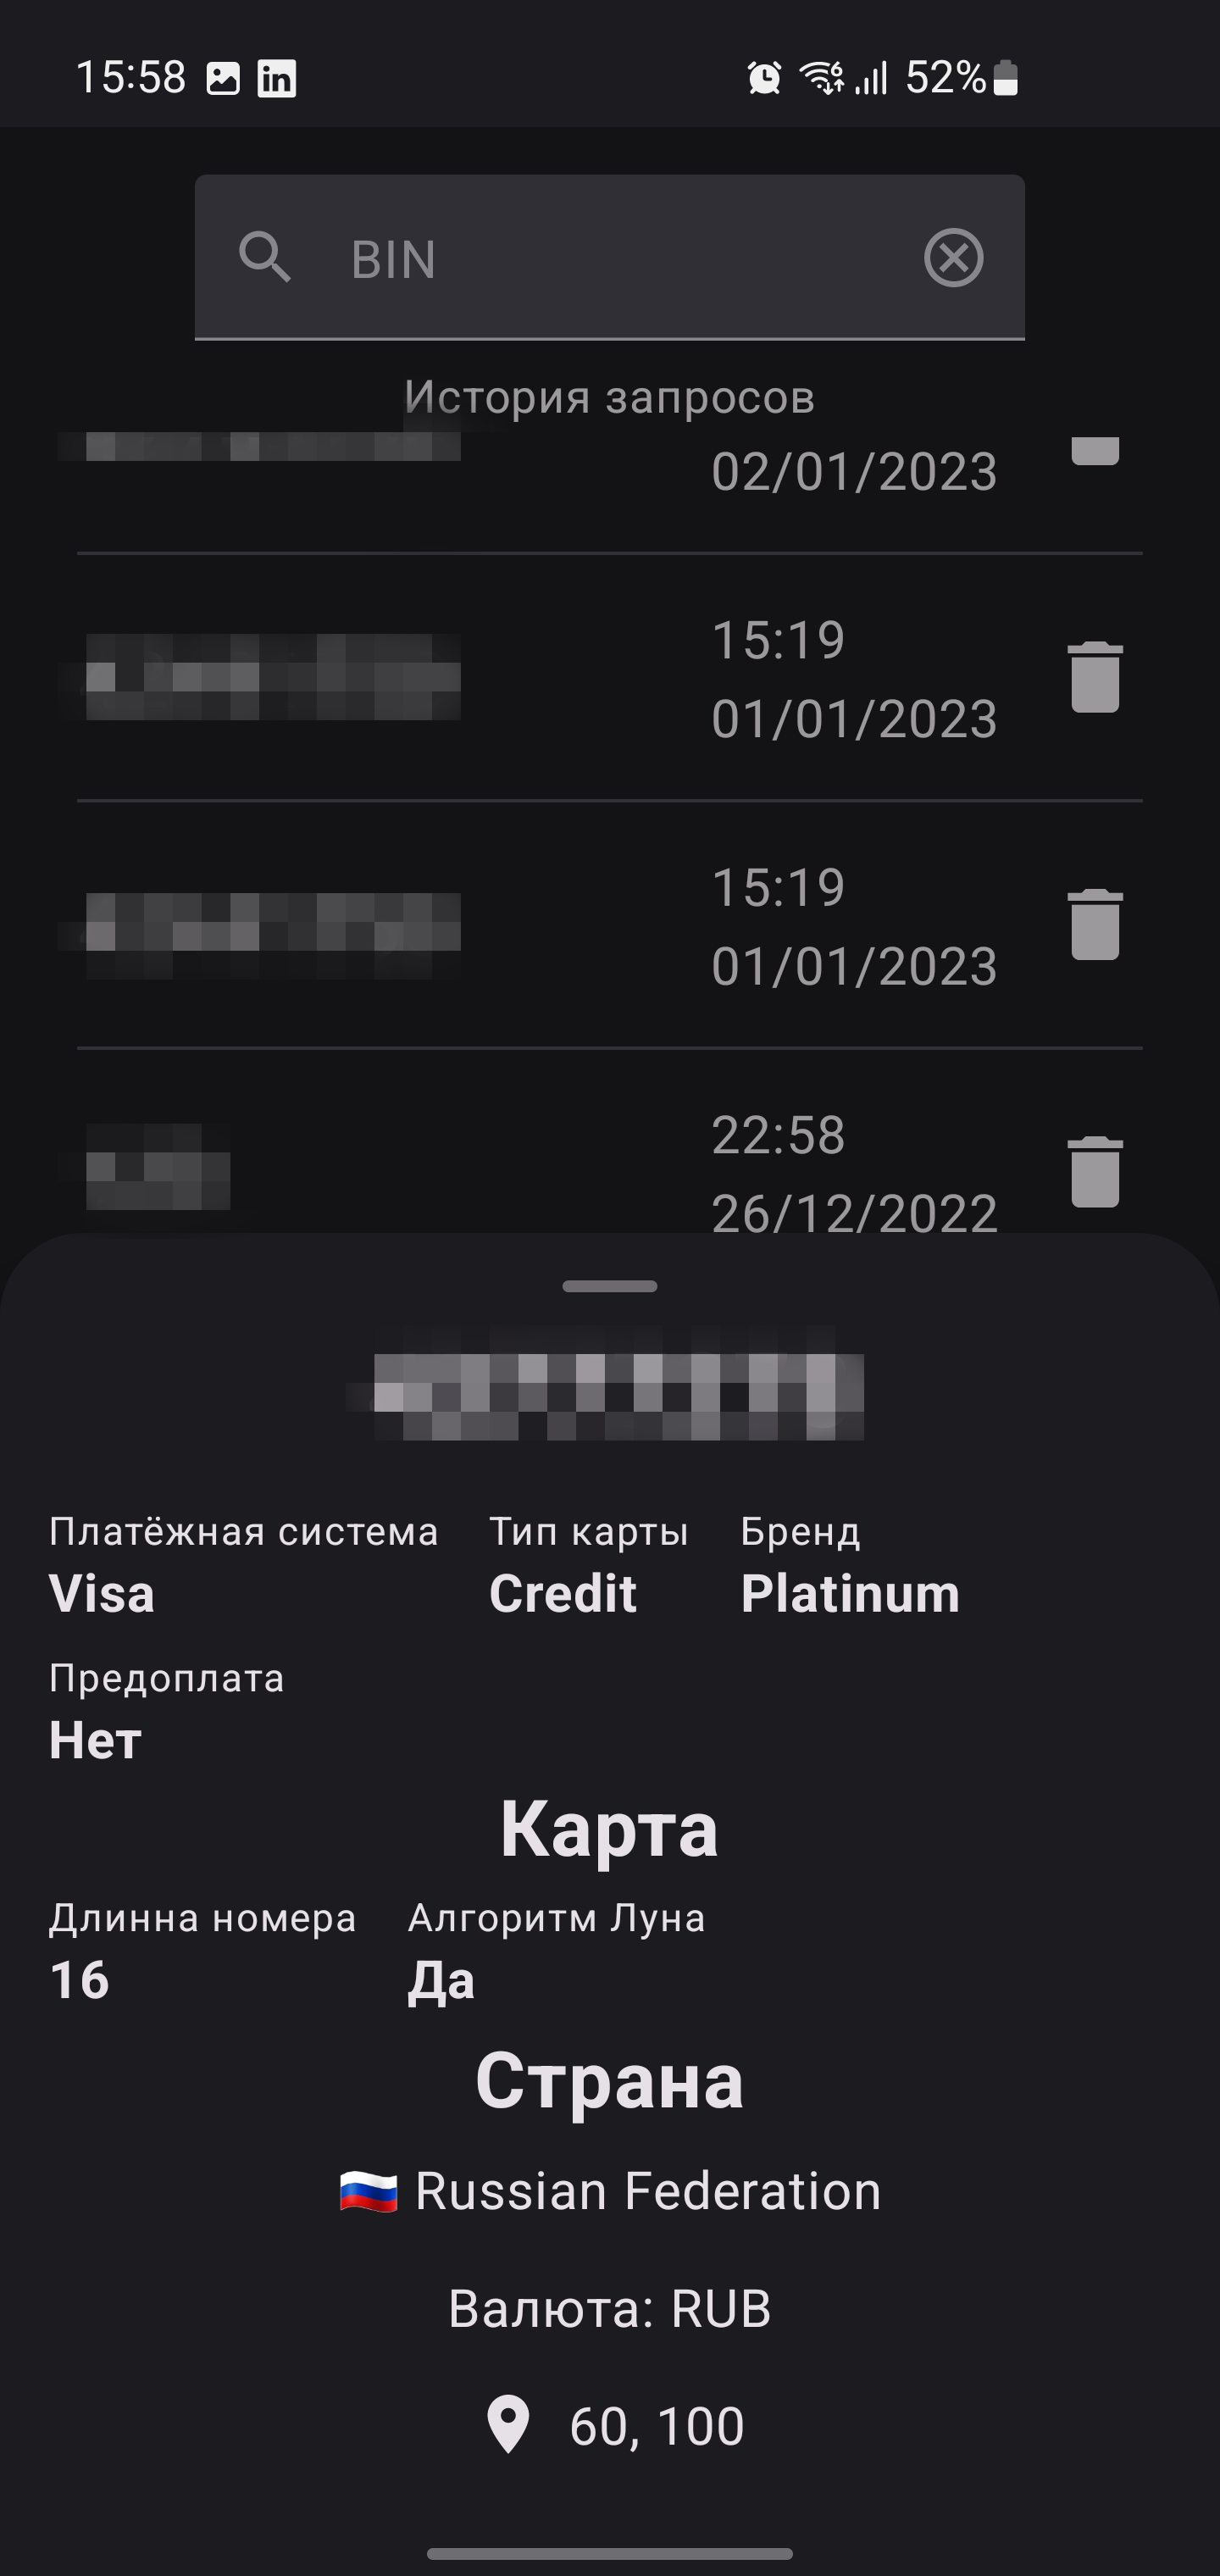 15:58
52%
BIN
История запросов
02/01/2023
15:19
01/01/2023
15:19
01/01/2023
22:58
26/12/2022
Платёжная система Тип карты Бренд
Visa Credit Platinum
Предоплата
Нет
Карта
Длинна номера Алгоритм Луна
16 Да
Страна
Russian Federation
Валюта: RUB
60, 100